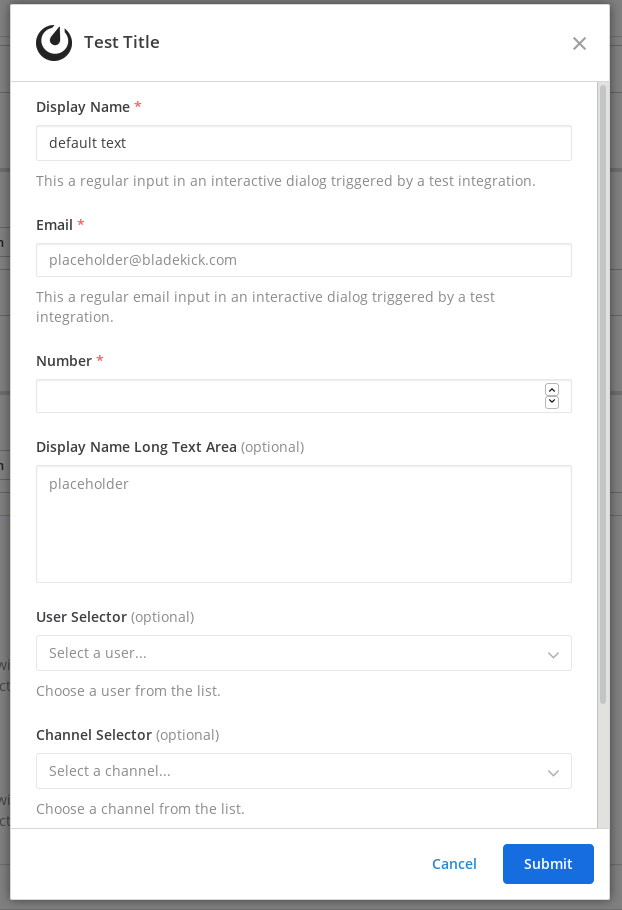 Test Title
Display Name *
default text
This a regular input in an interactive dialog triggered by a test integration.
Email *
placeholder@bladekick.com
This a regular email input in an interactive dialog triggered by a test
integration.
Number *
Display Name Long Text Area (optional)
placeholder
User Selector (optional)
Select a user...
Choose a user from the list.
Channel Selector (optional)
Select a channel...
Choose a channel from the list.
Cancel Submit